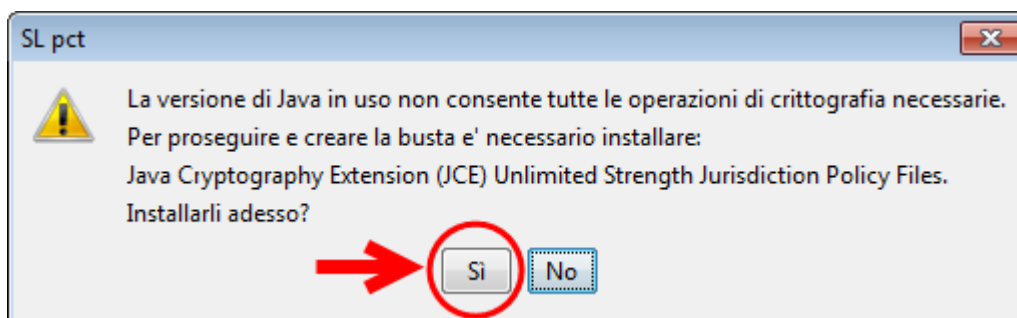 SL pct
La versione di Java in uso non consente tutte le operazioni di crittografia necessarie.
Per proseguire e creare la busta e' necessario installare:
Java Cryptography Extension (JCE) Unlimited Strength Jurisdiction Policy Files.
Installarli adesso?
Sì No